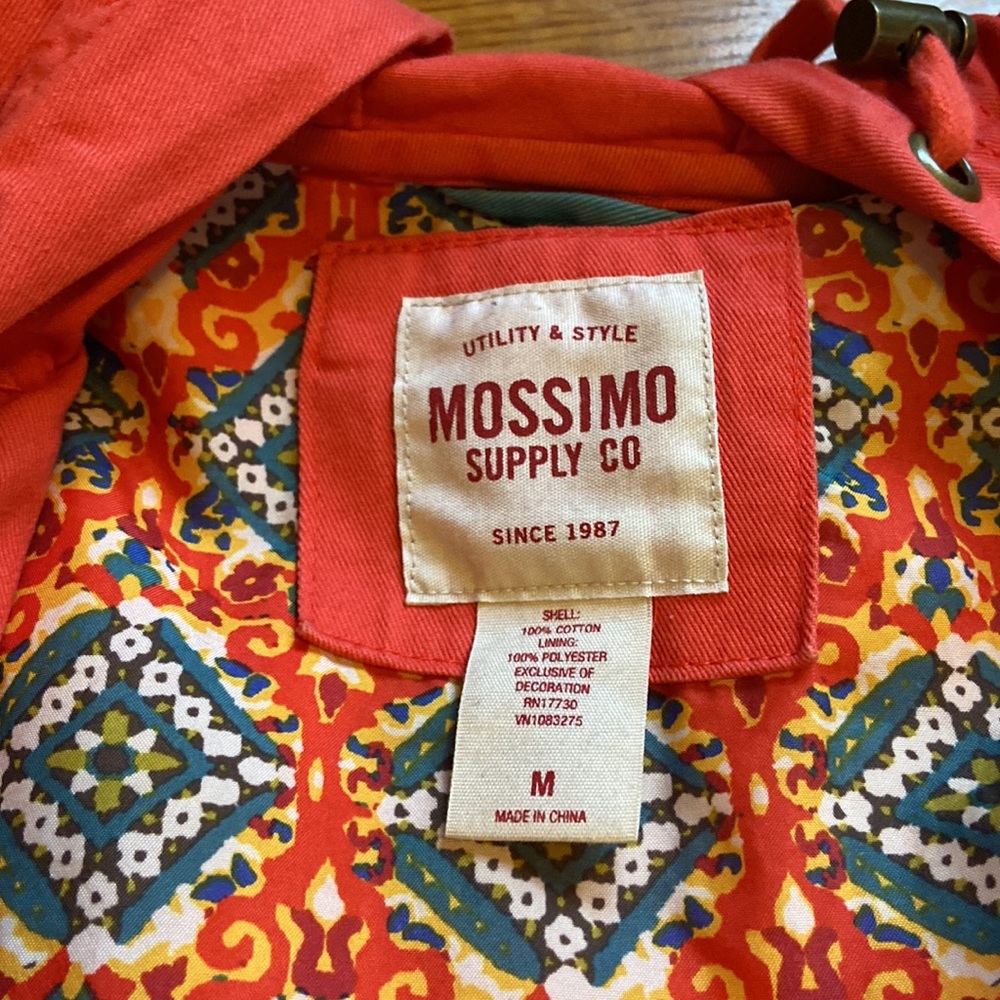 UTILITY & STYLE
MOSSIMO
SUPPLY CO
SINCE 1987
SHELL:
100% COTTON
LINING:
100% POLYESTER
EXCLUSIVE OF
DECORATION
RN17730
VN1083275
M
MADE IN CHINA